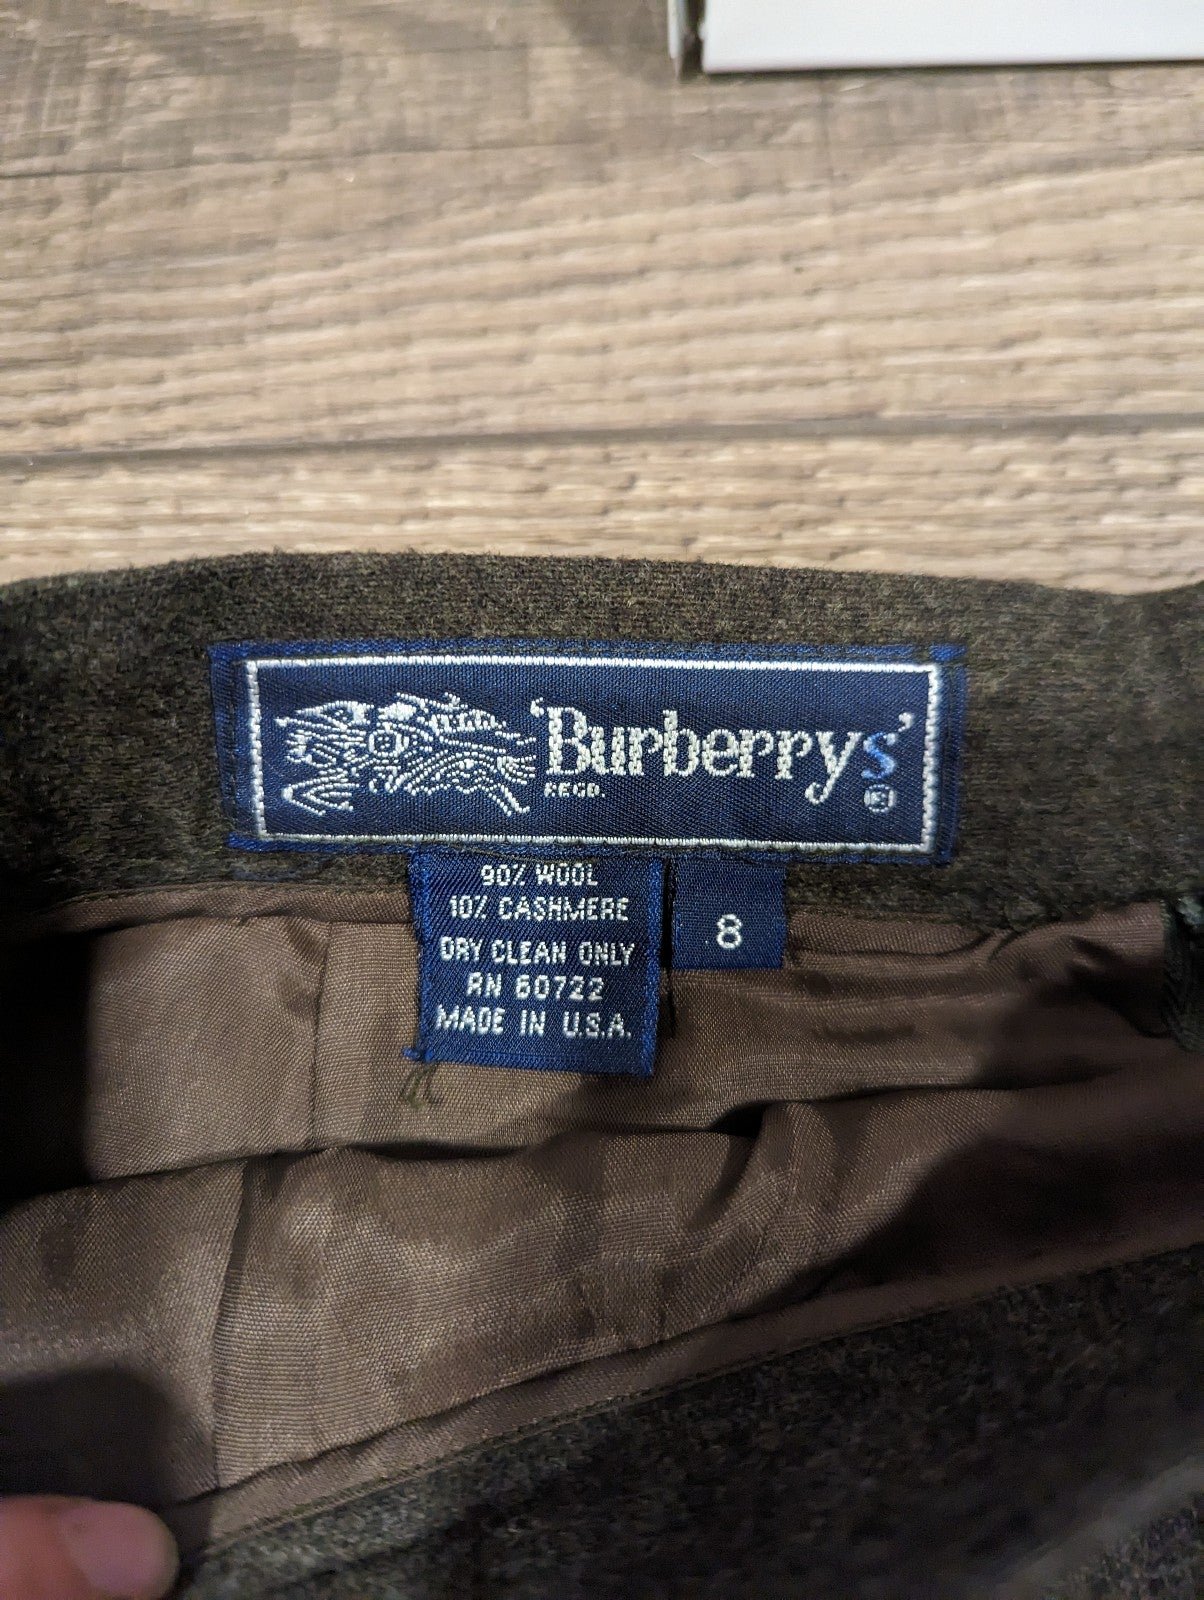 'Burberrys'
REGD. ®
90% WOOL
10% CASHMERE
DRY CLEAN ONLY
RN 60722
MADE IN U.S.A.
8